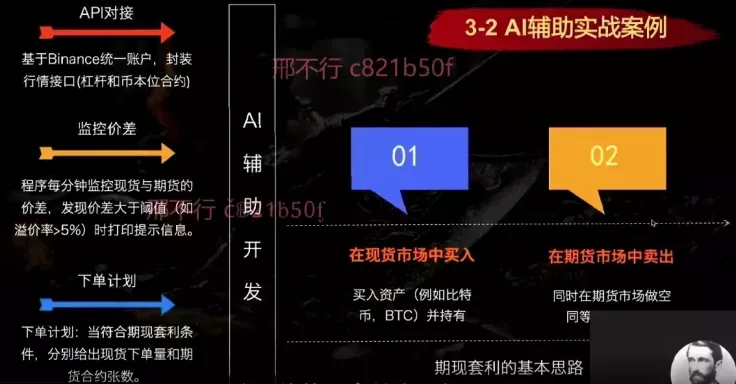 3-2 AI辅助实战案例
API对接
基于Binance统一账户，封装
行情接口(杠杆和币本位合约)
监控价差
程序每分钟监控现货与期货的
价差，发现价差大于阈值（如
溢价率>5%）时打印提示信息。
下单计划
下单计划：当符合期现套利条
件，分别给出现货下单量和期
货合约张数。
AI
辅
助
开
发
邢不行 c821b50f
邢不行 c821b50f
01
在现货市场中买入
买入资产（例如比特
币，BTC）并持有
02
在期货市场中卖出
同时在期货市场做空
同等
期现套利的基本思路